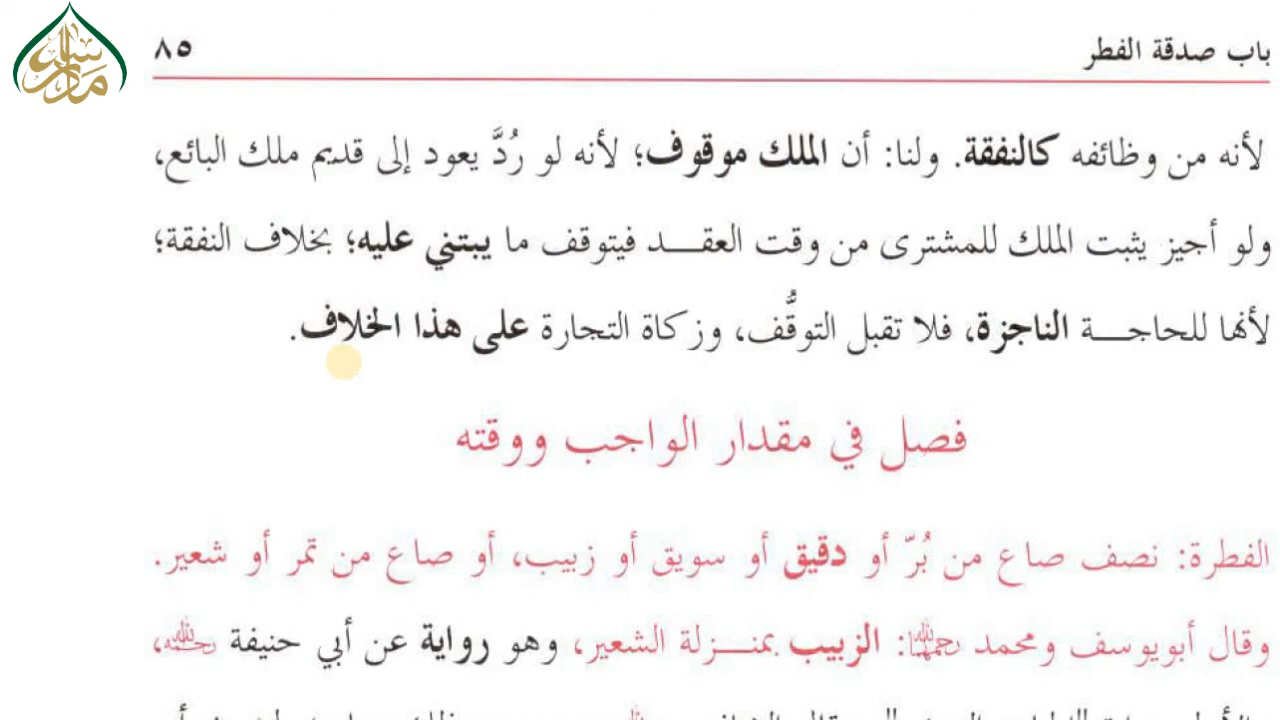 باب صدقة الفطر
٨٥
لأنه من وظائفه كالنفقة. ولنا: أن الملك موقوف؛ لأنه لو رُدَّ يعود إلى قديم ملك البائع،
ولو أجيز يثبت الملك للمشترى من وقت العقـــد فيتوقف ما يبتني عليه؛ بخلاف النفقة؛
لأنها للحاجـــة الناجزة، فلا تقبل التوقُّف، وزكاة التجارة على هذا الخلاف.
فصل في مقدار الواجب ووقته
الفطرة: نصف صاع من بُرّ أو دقيق أو سويق أو زبيب، أو صاع من تمر أو شعير.
وقال أبويوسف ومحمد رحمهما الله: الزبيب بمنـــزلة الشعير، وهو رواية عن أبي حنيفة رحمه الله،